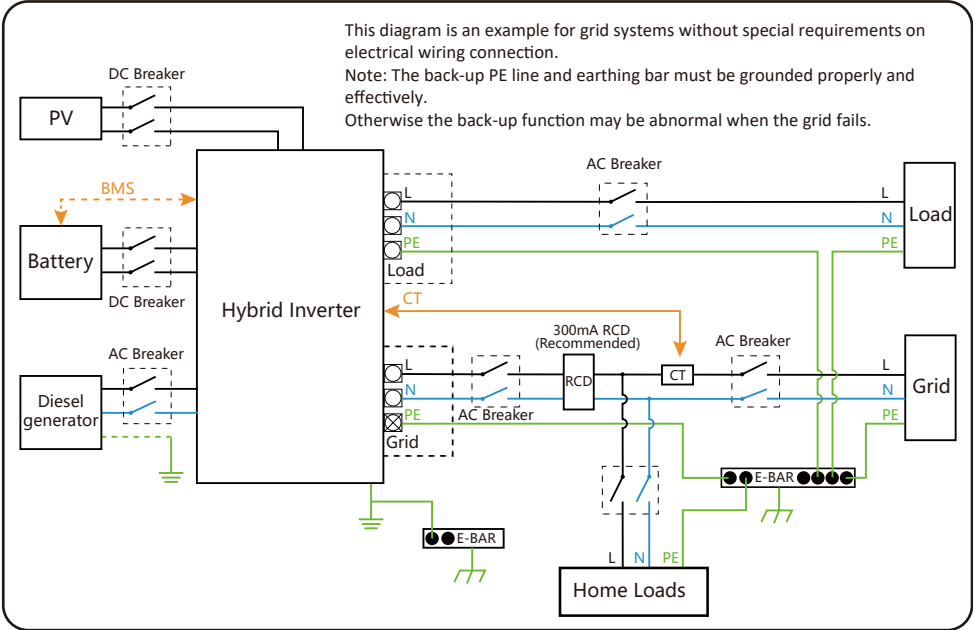 This diagram is an example for grid systems without special requirements on
electrical wiring connection.
Note: The back-up PE line and earthing bar must be grounded properly and
effectively.
Otherwise the back-up function may be abnormal when the grid fails.
DC Breaker
PV
BMS
Battery
DC Breaker
AC Breaker
Diesel
generator
Hybrid Inverter
L
N
PE
Load
AC Breaker
L
N
PE
Load
CT
L
N
PE
Grid
AC Breaker
300mA RCD
(Recommended)
RCD
CT
AC Breaker
L
N
PE
Grid
E-BAR
E-BAR
L
N
PE
Home Loads